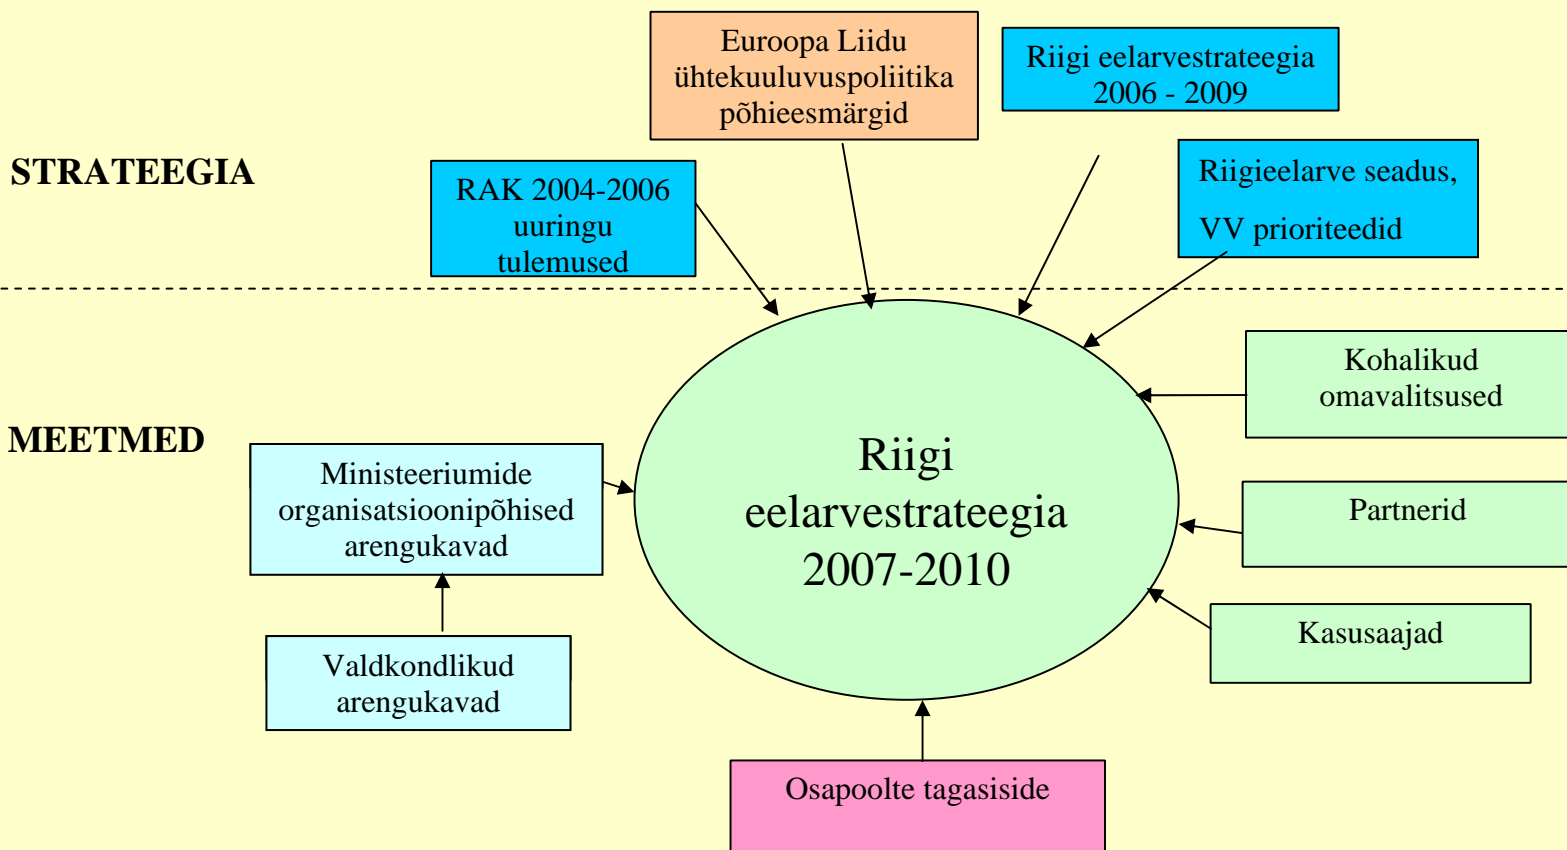 Euroopa Liidu
ühtekuuluvuspoliitika
põhieesmärgid
Riigi eelarvestrateegia
2006 - 2009
STRATEEGIA
RAK 2004-2006
uuringu
tulemused
Riigieelarve seadus,
VV prioriteedid
MEETMED
Ministeeriumide
organisatsioonipõhised
arengukavad
Valdkondlikud
arengukavad
Riigi
eelarvestrateegia
2007-2010
Kohalikud
omavalitsused
Partnerid
Kasusaajad
Osapoolte tagasiside